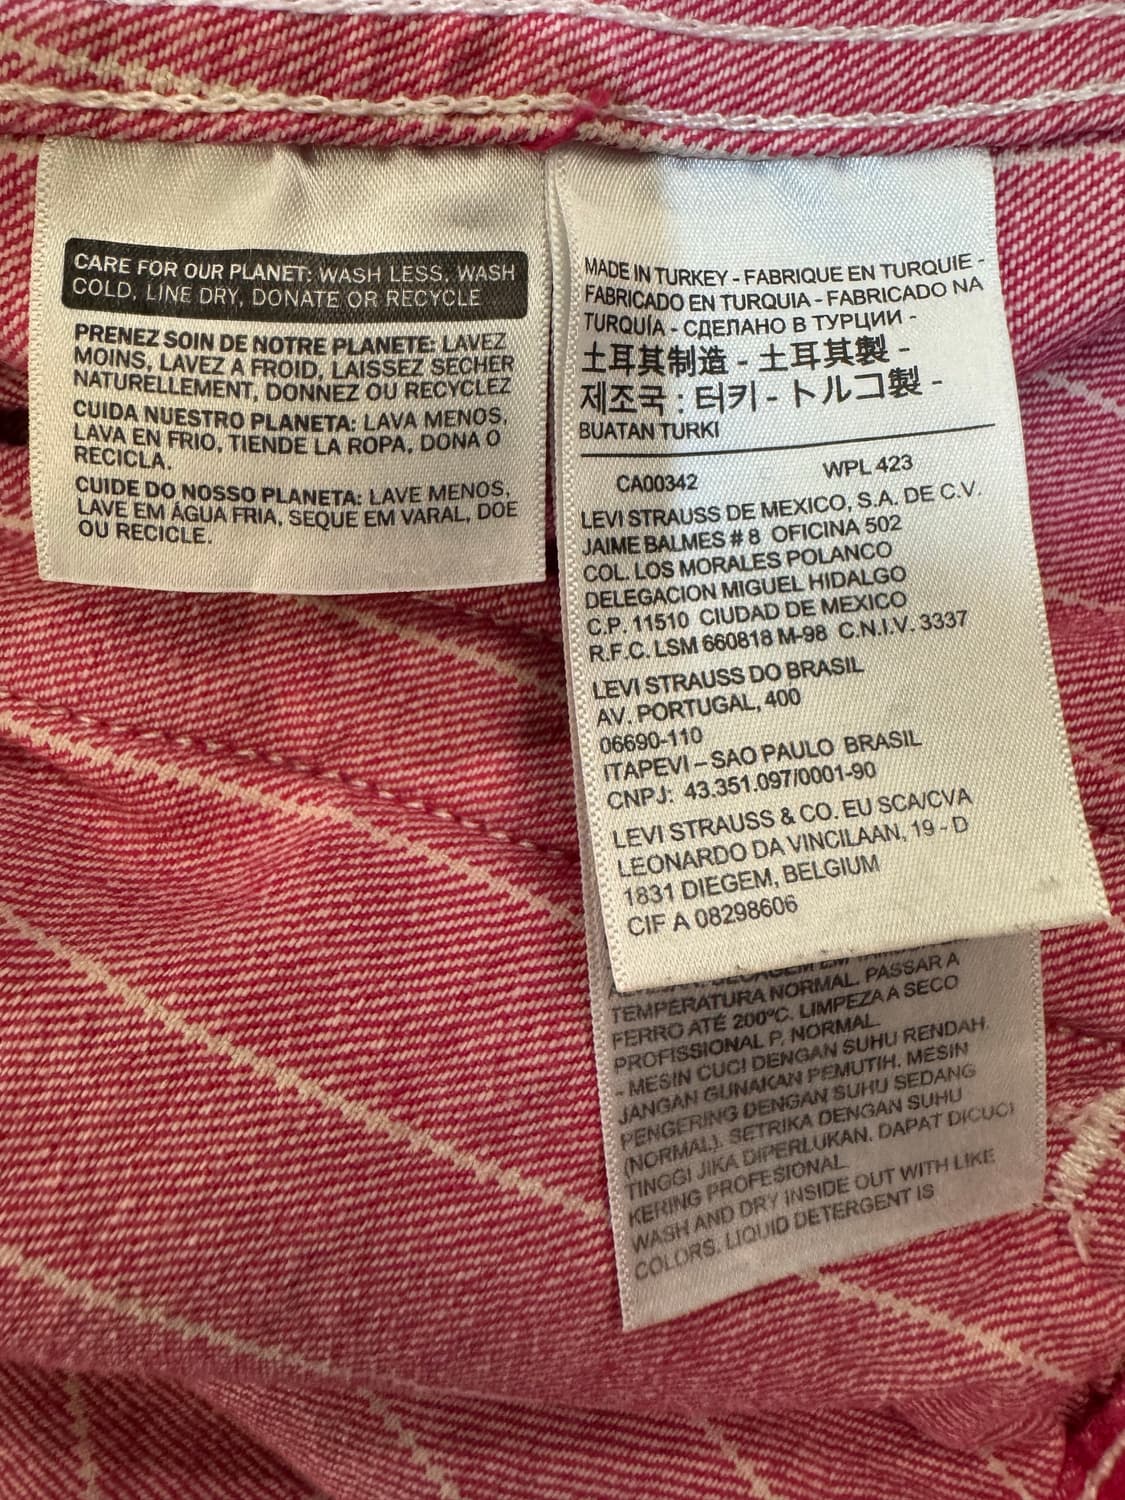 CARE FOR OUR PLANET: WASH LESS, WASH
COLD, LINE DRY, DONATE OR RECYCLE
PRENEZ SOIN DE NOTRE PLANETE: LAVEZ
MOINS, LAVEZ A FROID, LAISSEZ SECHER
NATURELLEMENT, DONNEZ OU RECYCLEZ
CUIDA NUESTRO PLANETA: LAVA MENOS,
LAVA EN FRIO, TIENDE LA ROPA, DONA O
RECICLA.
CUIDE DO NOSSO PLANETA: LAVE MENOS,
LAVE EM ÁGUA FRIA, SEQUE EM VARAL, DOE
OU RECICLE.
MADE IN TURKEY - FABRIQUE EN TURQUIE -
FABRICADO EN TURQUIA - FABRICADO NA
TURQUÍA - СДЕЛАНО В ТУРЦИИ -
土耳其制造 - 土耳其製 -
제조국 : 터키 - トルコ製 -
BUATAN TURKI
CA00342 WPL 423
LEVI STRAUSS DE MEXICO, S.A. DE C.V.
JAIME BALMES # 8 OFICINA 502
COL. LOS MORALES POLANCO
DELEGACION MIGUEL HIDALGO
C.P. 11510 CIUDAD DE MEXICO
R.F.C. LSM 660818 M-98 C.N.I.V. 3337
LEVI STRAUSS DO BRASIL
AV. PORTUGAL, 400
06690-110
ITAPEVI – SAO PAULO BRASIL
CNPJ: 43.351.097/0001-90
LEVI STRAUSS & CO. EU SCA/CVA
LEONARDO DA VINCILAAN, 19 - D
1831 DIEGEM, BELGIUM
CIF A 08298606
TEMPERATURA NORMAL. PASSAR A
FERRO ATÉ 200ºC. LIMPEZA A SECO
PROFISSIONAL P, NORMAL
- MESIN CUCI DENGAN SUHU RENDAH.
JANGAN GUNAKAN PEMUTIH. MESIN
PENGERING DENGAN SUHU SEDANG
(NORMAL). SETRIKA DENGAN SUHU
TINGGI JIKA DIPERLUKAN. DAPAT DICUCI
KERING PROFESIONAL
WASH AND DRY INSIDE OUT WITH LIKE
COLORS. LIQUID DETERGENT IS